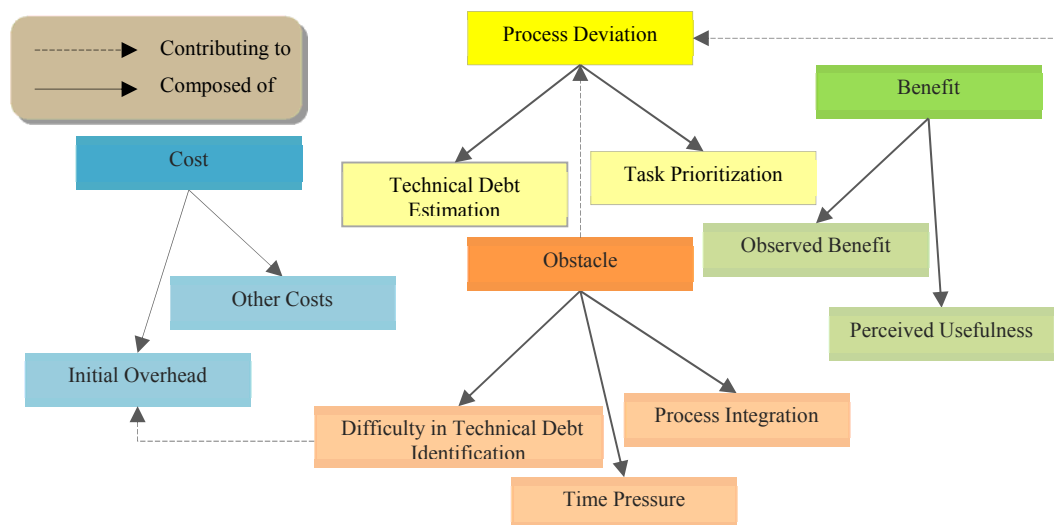 Contributing to
Composed of
Process Deviation
Benefit
Cost
Technical Debt
Estimation
Task Prioritization
Observed Benefit
Obstacle
Other Costs
Perceived Usefulness
Initial Overhead
Difficulty in Technical Debt
Identification
Process Integration
Time Pressure